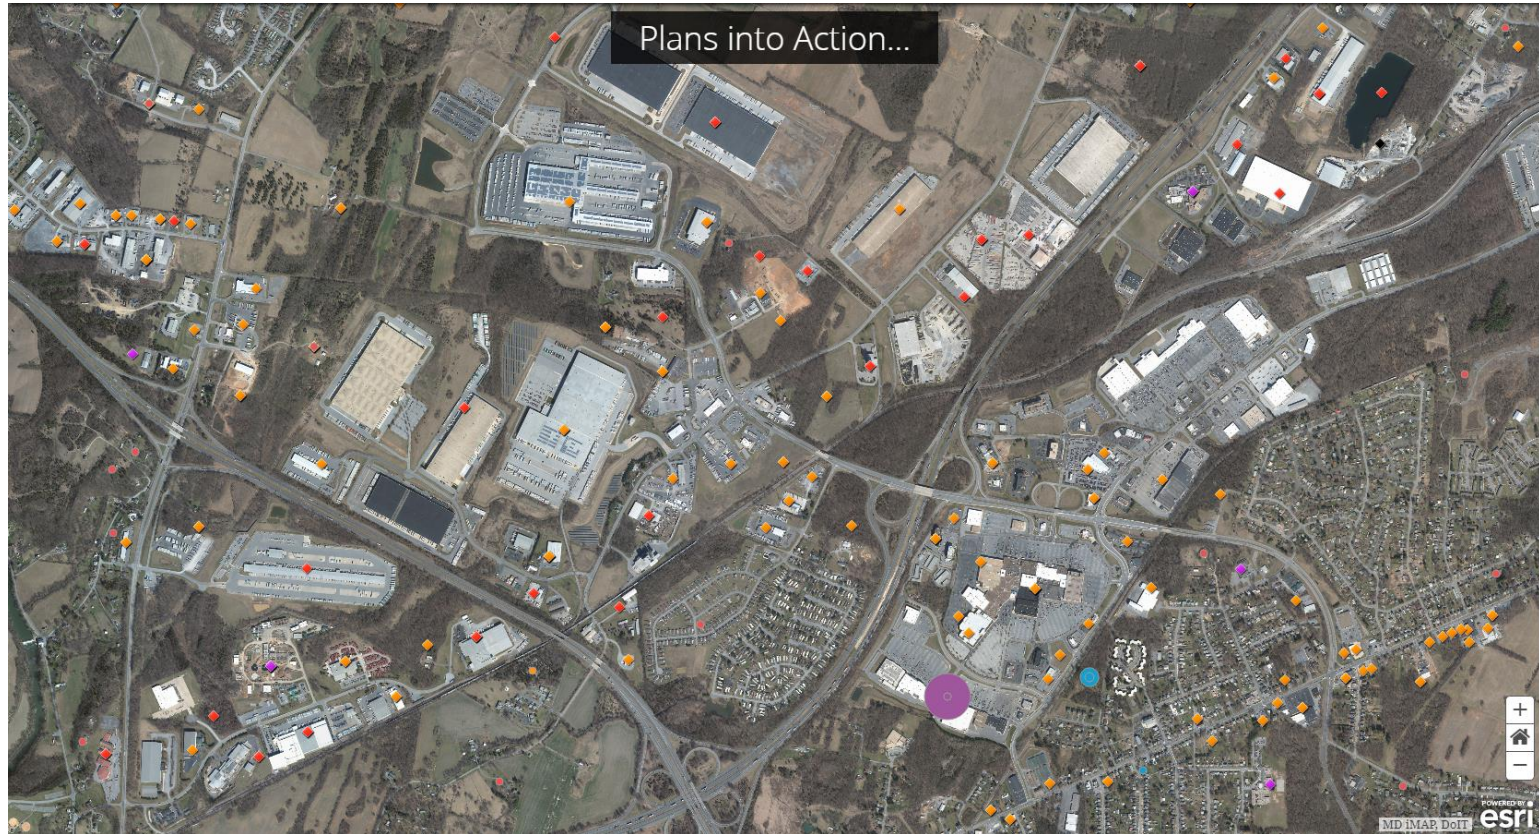 Plans into Action...
+
−
POWERED BY
esri
MD iMAP, DoIT